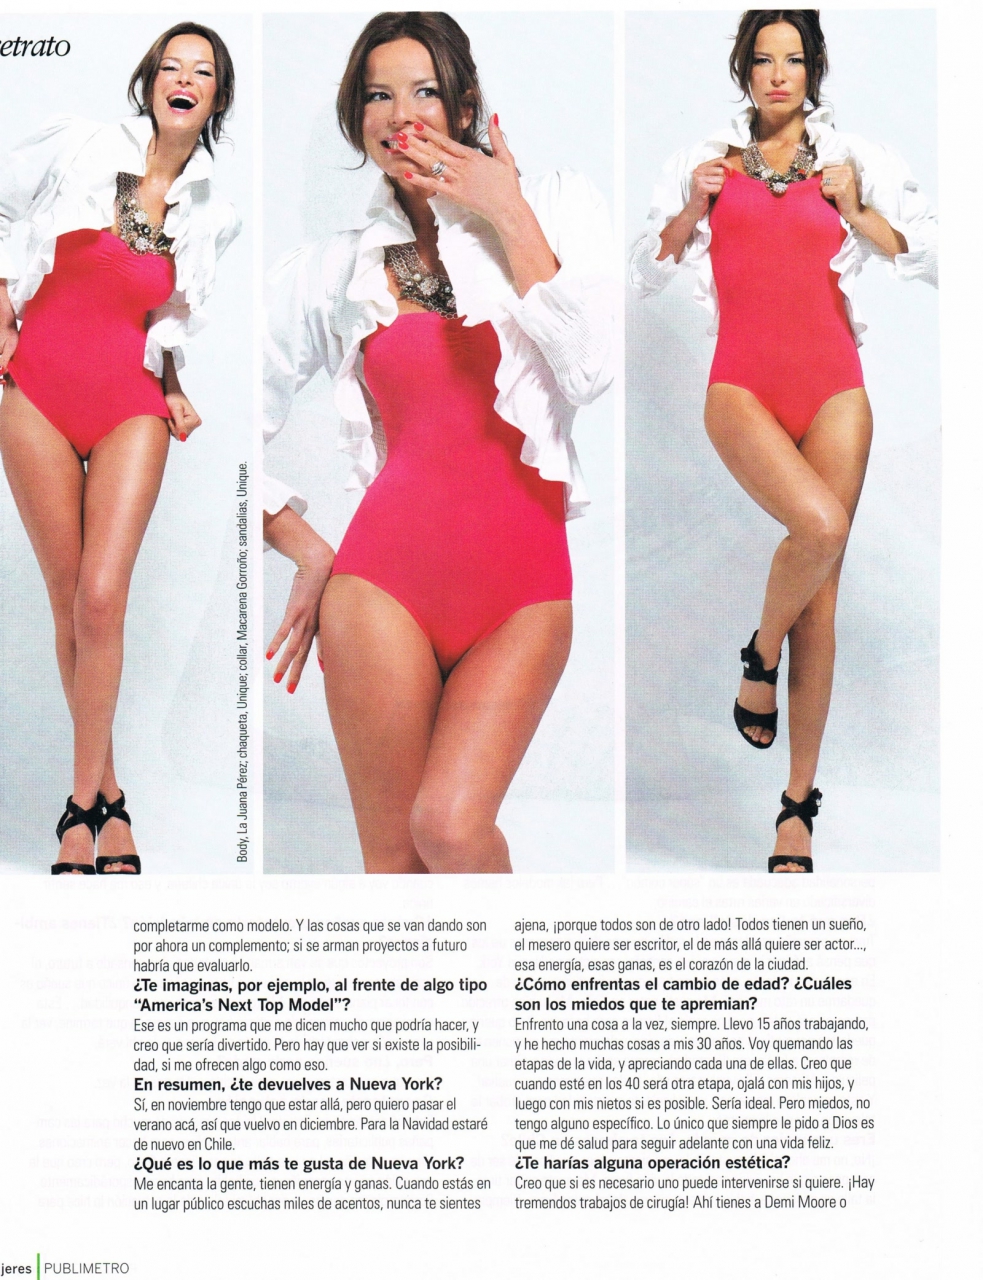 retrato
Body, La Juana Pérez; chaqueta, Unique; collar, Macarena Gorroño; sandalias, Unique.
completarme como modelo. Y las cosas que se van dando son
por ahora un complemento; si se arman proyectos a futuro
habría que evaluarlo.
¿Te imaginas, por ejemplo, al frente de algo tipo
“America’s Next Top Model”?
Ese es un programa que me dicen mucho que podría hacer, y
creo que sería divertido. Pero hay que ver si existe la posibili-
dad, si me ofrecen algo como eso.
En resumen, ¿te devuelves a Nueva York?
Sí, en noviembre tengo que estar allá, pero quiero pasar el
verano acá, así que vuelvo en diciembre. Para la Navidad estaré
de nuevo en Chile.
¿Qué es lo que más te gusta de Nueva York?
Me encanta la gente, tienen energía y ganas. Cuando estás en
un lugar público escuchas miles de acentos, nunca te sientes
ajena, ¡porque todos son de otro lado! Todos tienen un sueño,
el mesero quiere ser escritor, el de más allá quiere ser actor...,
esa energía, esas ganas, es el corazón de la ciudad.
¿Cómo enfrentas el cambio de edad? ¿Cuáles
son los miedos que te apremian?
Enfrento una cosa a la vez, siempre. Llevo 15 años trabajando,
y he hecho muchas cosas a mis 30 años. Voy quemando las
etapas de la vida, y apreciando cada una de ellas. Creo que
cuando esté en los 40 será otra etapa, ojalá con mis hijos, y
luego con mis nietos si es posible. Sería ideal. Pero miedos, no
tengo alguno específico. Lo único que siempre le pido a Dios es
que me dé salud para seguir adelante con una vida feliz.
¿Te harías alguna operación estética?
Creo que si es necesario uno puede intervenirse si quiere. ¡Hay
tremendos trabajos de cirugía! Ahí tienes a Demi Moore o
jeres PUBLIMETRO